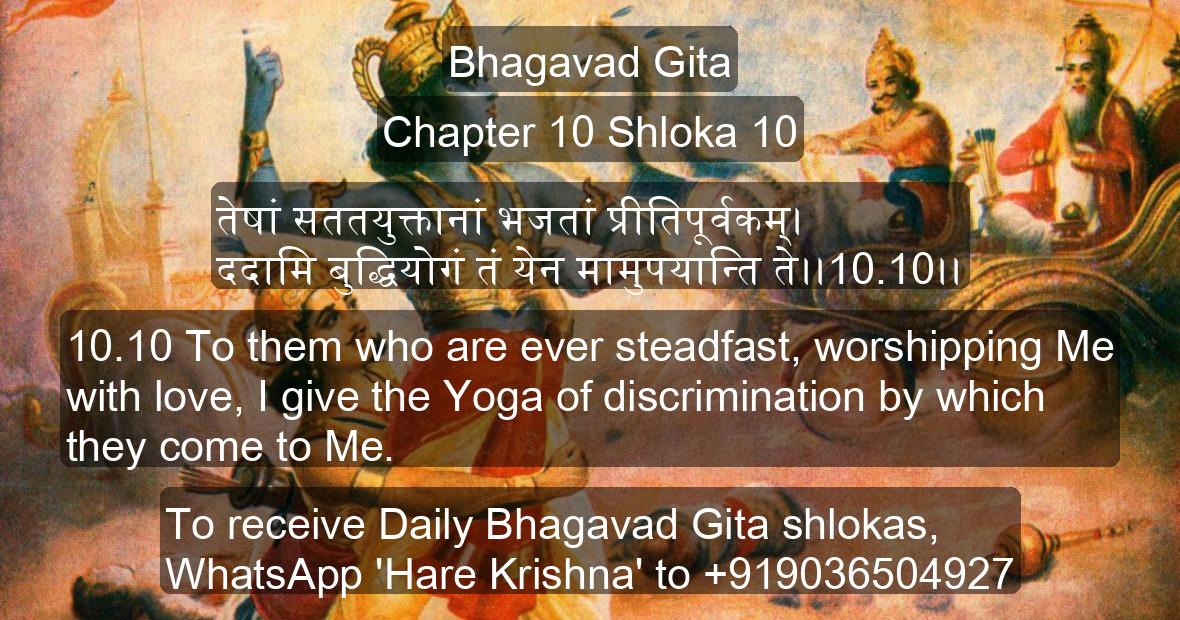 Bhagavad Gita
Chapter 10 Shloka 10
तेषां सततयुक्तानां भजतां प्रीतिपूर्वकम्।
ददामि बुद्धियोगं तं येन मामुपयान्ति ते।।10.10।।
10.10 To them who are ever steadfast, worshipping Me
with love, I give the Yoga of discrimination by which
they come to Me.
To receive Daily Bhagavad Gita shlokas,
WhatsApp 'Hare Krishna' to +919036504927